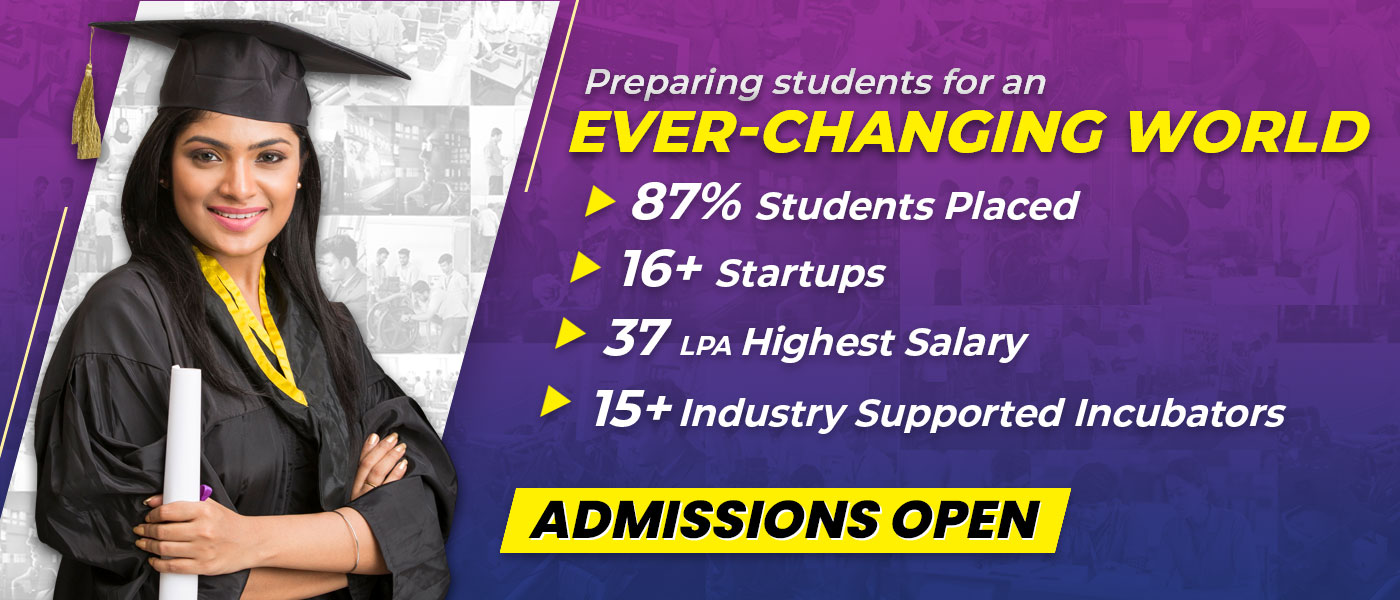 Preparing students for an
EVER-CHANGING WORLD
87% Students Placed
16+ Startups
37 LPA Highest Salary
15+ Industry Supported Incubators
ADMISSIONS OPEN